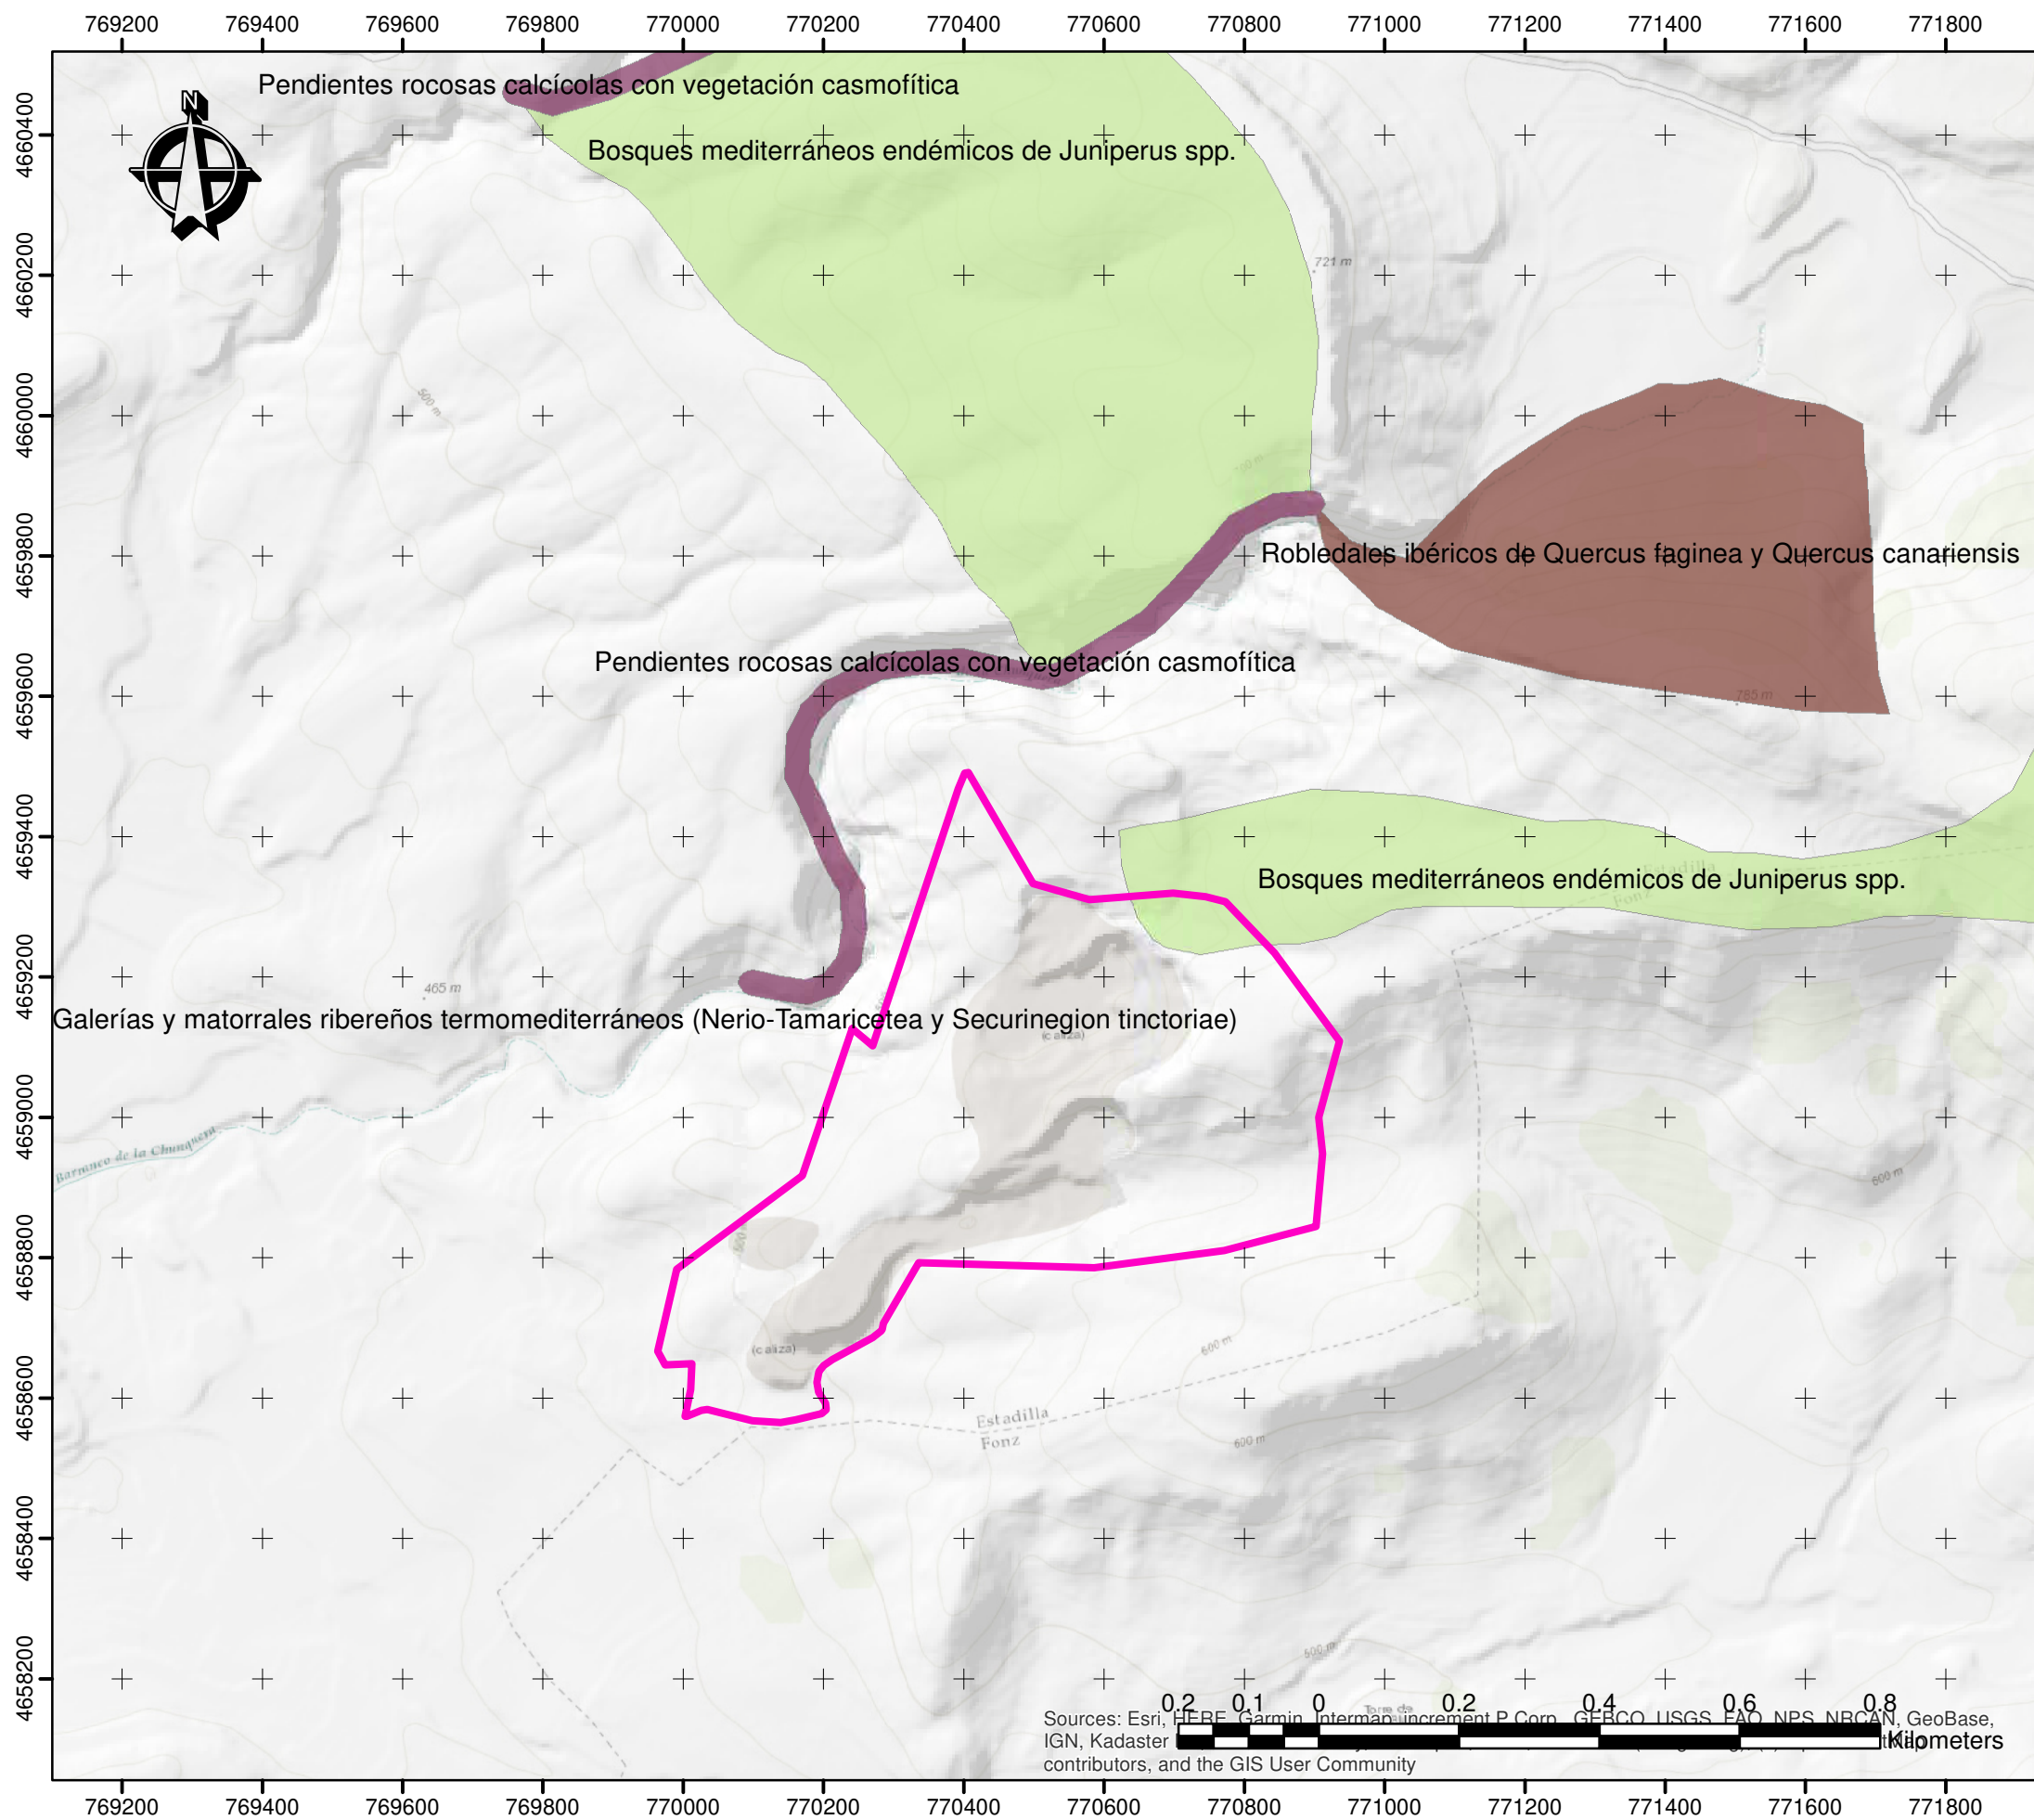 769200 769400 769600 769800 770000 770200 770400 770600 770800 771000 771200 771400 771600 771800
N
Pendientes rocosas calcícolas con vegetación casmofítica
Bosques mediterráneos endémicos de Juniperus spp.
4660400
4660200
721 m
500 m
4660000
4659800
Robledales ibéricos de Quercus faginea y Quercus canariensis
Pendientes rocosas calcícolas con vegetación casmofítica
4659600
785 m
4659400
Bosques mediterráneos endémicos de Juniperus spp.
Estadilla
Fonz
4659200
465 m
Galerías y matorrales ribereños termomediterráneos (Nerio-Tamaricetea y Securinegion tinctoriae)
(caliza)
4659000
Barranco de la Chunquera
600 m
4658800
500
(caliza)
600 m
4658600
Estadilla
Fonz
600 m
4658400
4658200
500 m
Torre de
0.2 0.1 0 0.2 0.4 0.6 0.8
Kilometers
Sources: Esri, HERE, Garmin, Intermap, increment P Corp., GEBCO, USGS, FAO, NPS, NRCAN, GeoBase,
IGN, Kadaster
contributors, and the GIS User Community
769200 769400 769600 769800 770000 770200 770400 770600 770800 771000 771200 771400 771600 771800